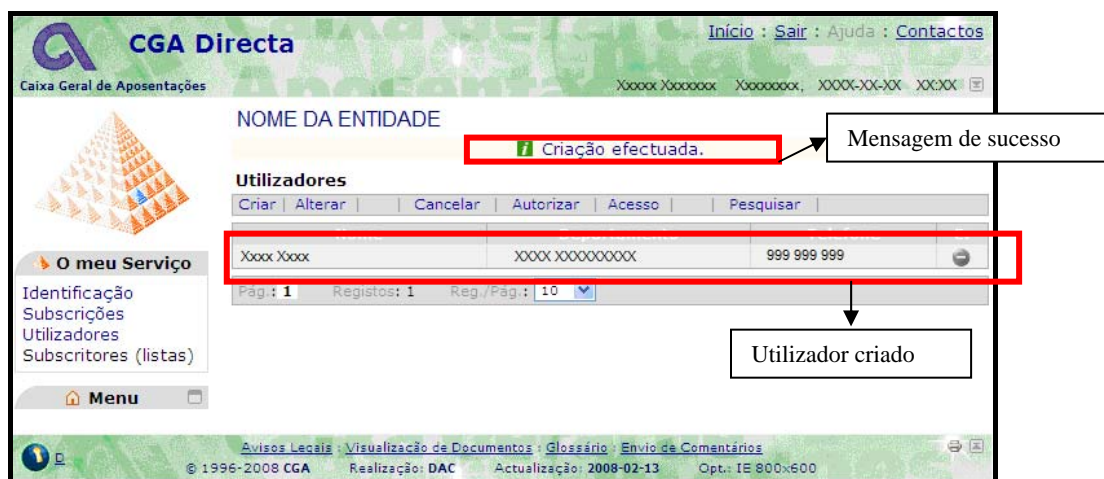 CGA Directa
Caixa Geral de Aposentações
Início : Sair : Ajuda : Contactos
Xxxxx Xxxxxxx Xxxxxxxx, XXXX-XX-XX XX:XX
NOME DA ENTIDADE
Criação efectuada.
Mensagem de sucesso
Utilizadores
Criar | Alterar | | Cancelar | Autorizar | Acesso | | Pesquisar |
Nome Departamento Telefone
Xxxx Xxxx XXXX XXXXXXXXX 999 999 999
Pág.: 1 Registos: 1 Reg./Pág.: 10
Utilizador criado
O meu Serviço
Identificação
Subscrições
Utilizadores
Subscritores (listas)
Menu
D
Avisos Legais : Visualização de Documentos : Glossário : Envio de Comentários
© 1996-2008 CGA Realização: DAC Actualização: 2008-02-13 Opt.: IE 800x600